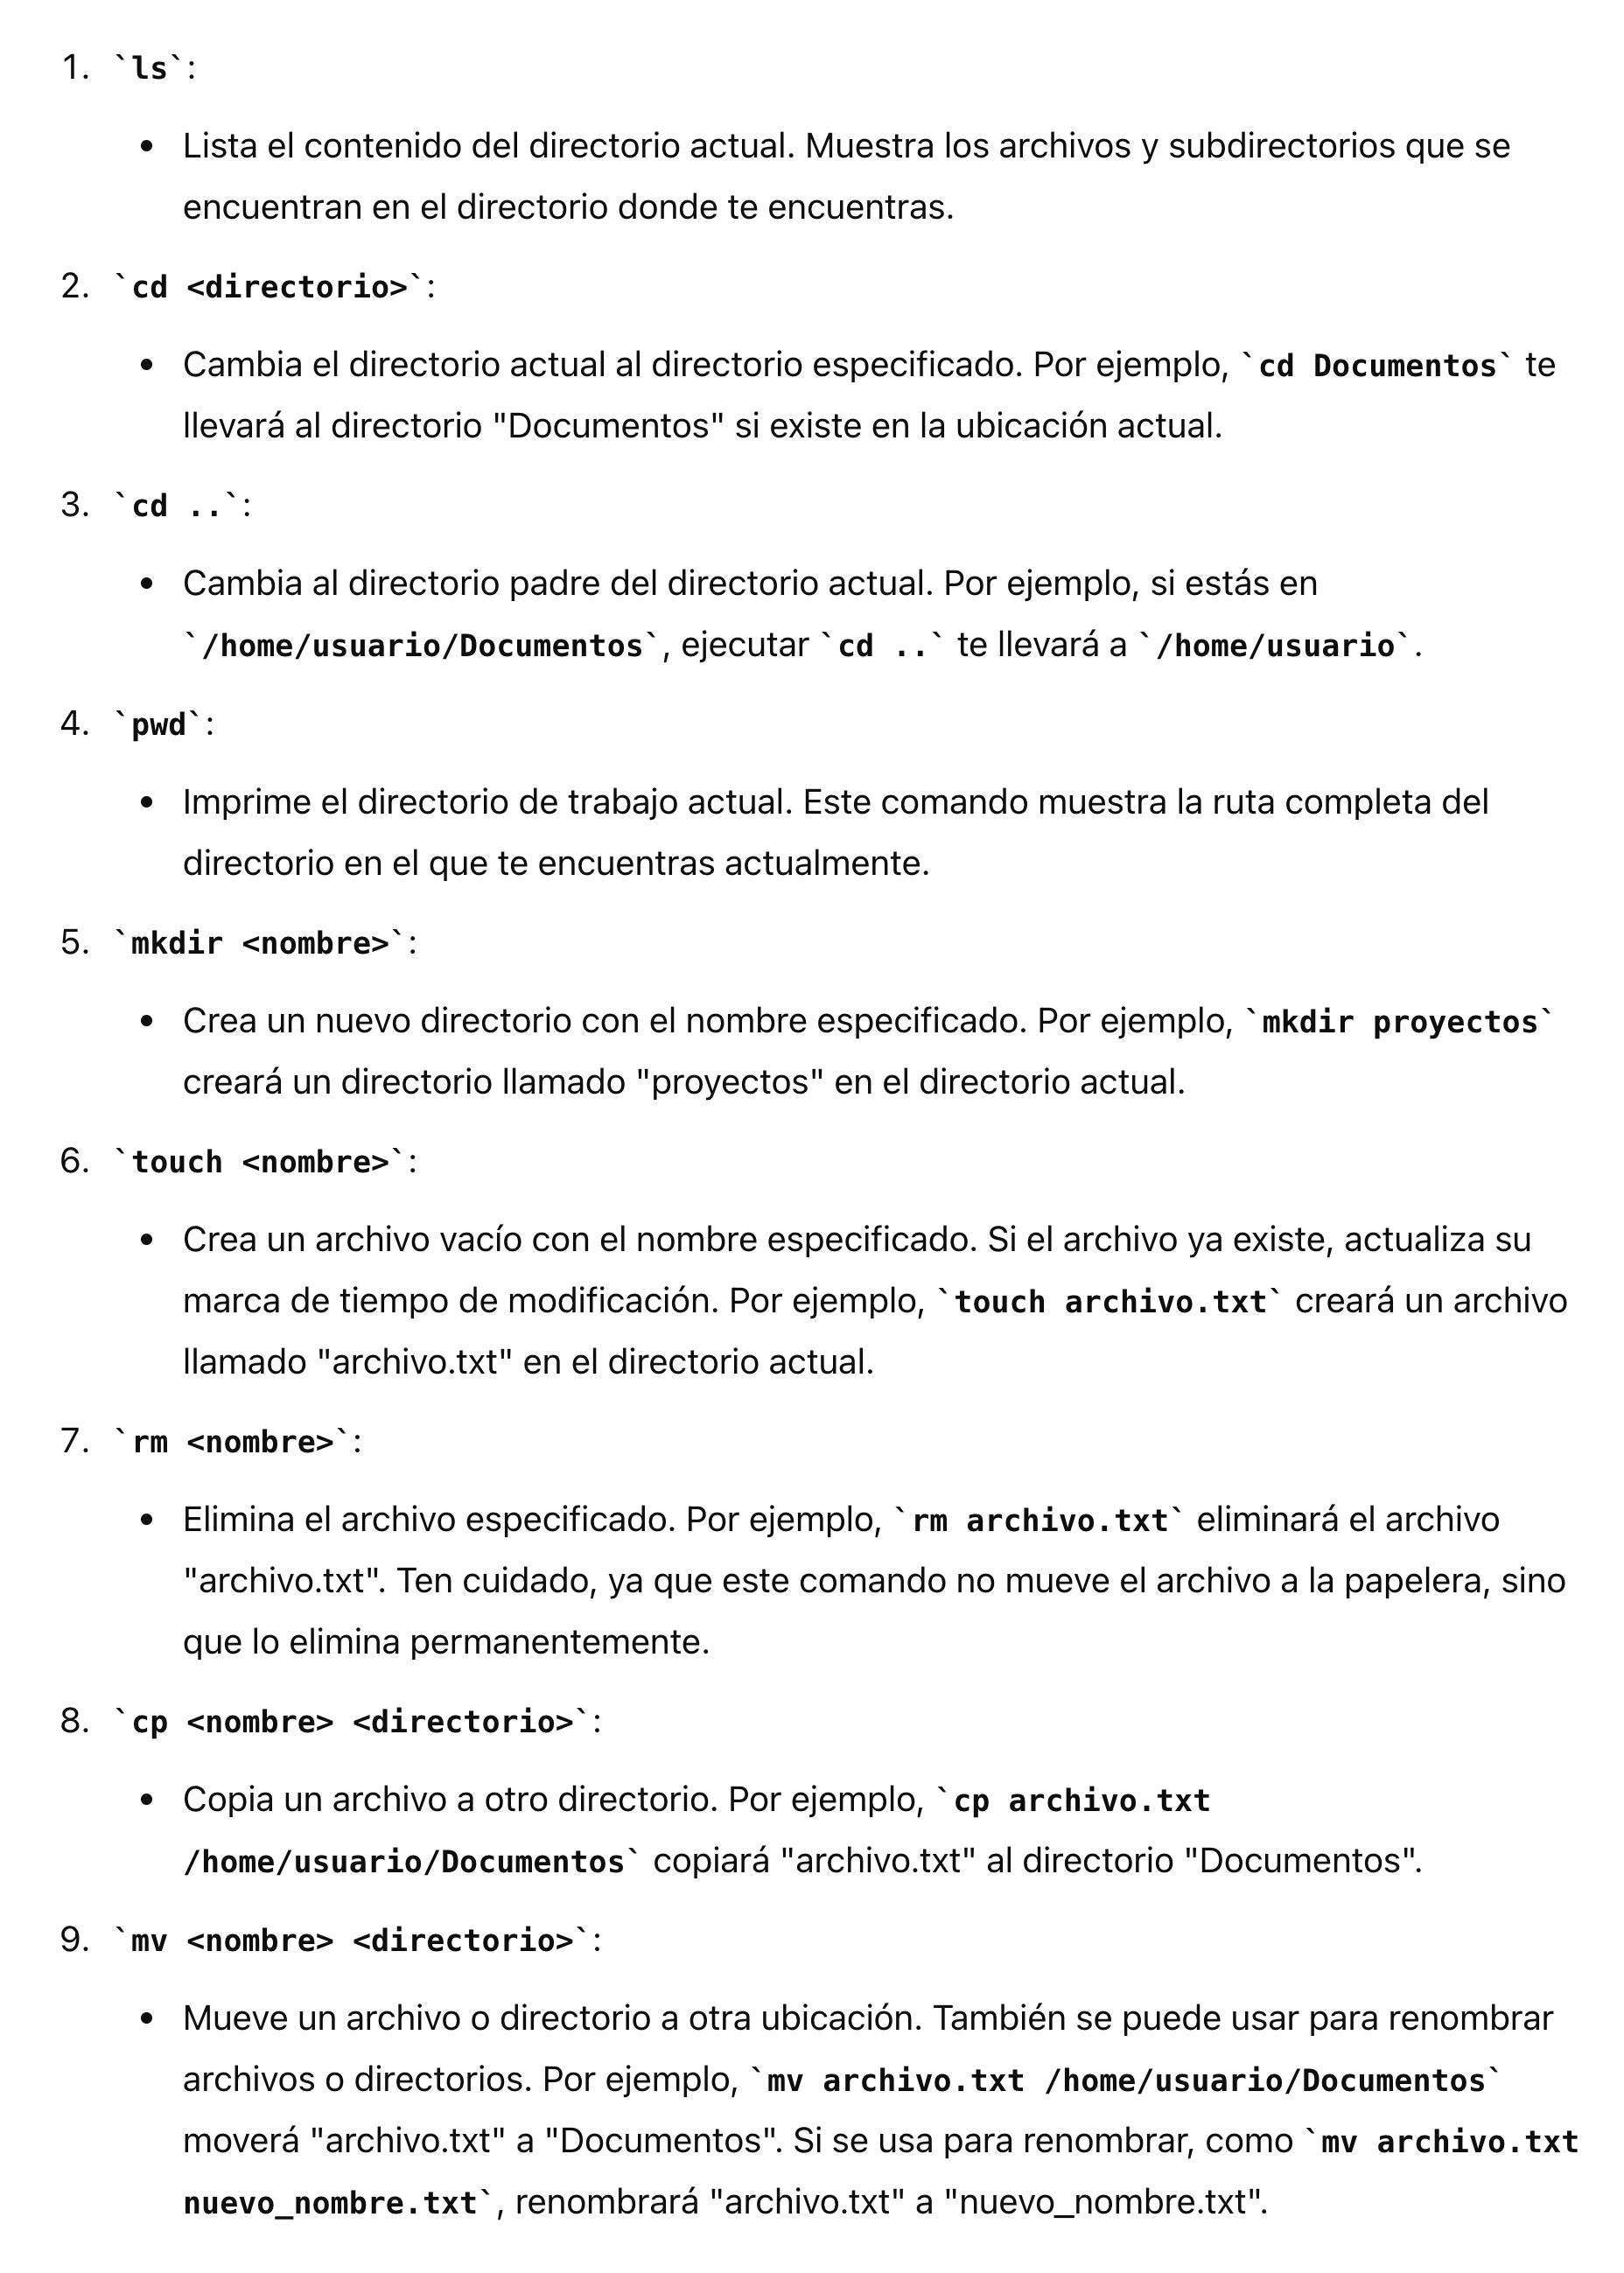 1. `ls`:
• Lista el contenido del directorio actual. Muestra los archivos y subdirectorios que se
encuentran en el directorio donde te encuentras.
2. `cd <directorio>`:
• Cambia el directorio actual al directorio especificado. Por ejemplo, `cd Documentos` te
llevará al directorio "Documentos" si existe en la ubicación actual.
3. `cd ..`:
• Cambia al directorio padre del directorio actual. Por ejemplo, si estás en
`/home/usuario/Documentos`, ejecutar `cd ..` te llevará a `/home/usuario`.
4. `pwd`:
• Imprime el directorio de trabajo actual. Este comando muestra la ruta completa del
directorio en el que te encuentras actualmente.
5. `mkdir <nombre>`:
• Crea un nuevo directorio con el nombre especificado. Por ejemplo, `mkdir proyectos`
creará un directorio llamado "proyectos" en el directorio actual.
6. `touch <nombre>`:
• Crea un archivo vacío con el nombre especificado. Si el archivo ya existe, actualiza su
marca de tiempo de modificación. Por ejemplo, `touch archivo.txt` creará un archivo
llamado "archivo.txt" en el directorio actual.
7. `rm <nombre>`:
• Elimina el archivo especificado. Por ejemplo, `rm archivo.txt` eliminará el archivo
"archivo.txt". Ten cuidado, ya que este comando no mueve el archivo a la papelera, sino
que lo elimina permanentemente.
8. `cp <nombre> <directorio>`:
• Copia un archivo a otro directorio. Por ejemplo, `cp archivo.txt
/home/usuario/Documentos` copiará "archivo.txt" al directorio "Documentos".
9. `mv <nombre> <directorio>`:
• Mueve un archivo o directorio a otra ubicación. También se puede usar para renombrar
archivos o directorios. Por ejemplo, `mv archivo.txt /home/usuario/Documentos`
moverá "archivo.txt" a "Documentos". Si se usa para renombrar, como `mv archivo.txt
nuevo_nombre.txt`, renombrará "archivo.txt" a "nuevo_nombre.txt".